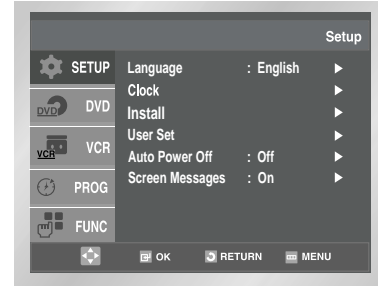 Setup
SETUP
Language : English ►
Clock ►
DVD DVD
Install ►
User Set ►
VCR VCR
Auto Power Off : Off ►
Screen Messages : On ►
PROG
FUNC
OK RETURN MENU